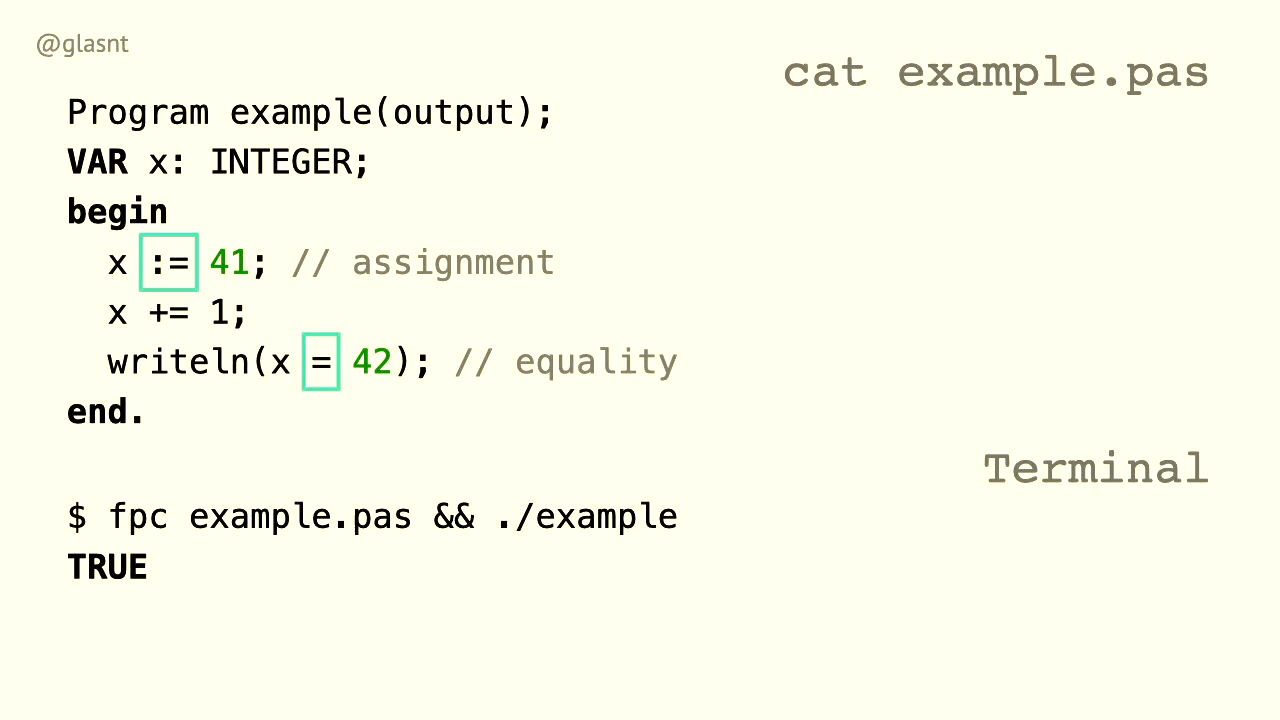 @glasnt
cat example.pas
Program example(output);
VAR x: INTEGER;
begin
  x := 41; // assignment
  x += 1;
  writeln(x = 42); // equality
end.
Terminal
$ fpc example.pas && ./example
TRUE